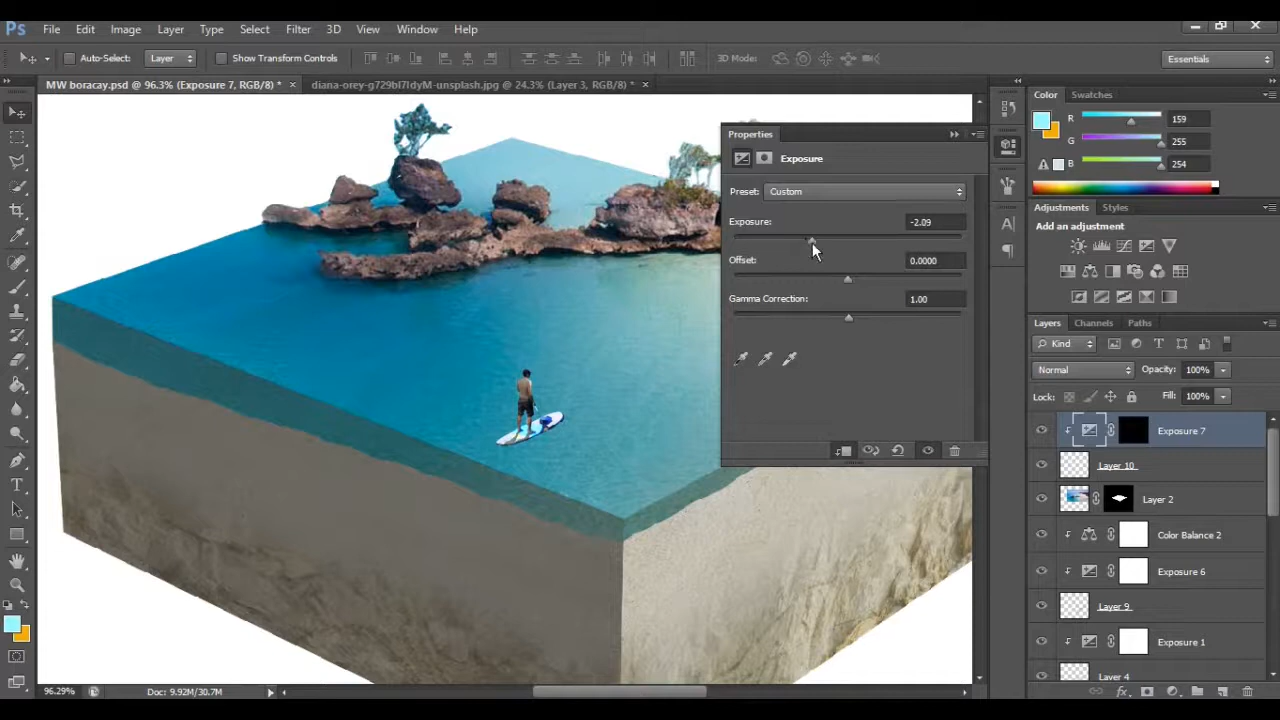 Ps File Edit Image Layer Type Select Filter 3D View Window Help
Auto-Select: Layer Show Transform Controls 3D Mode: Essentials
MW boracay.psd @ 96.3% (Exposure 7, RGB/8) * × diana-orey-g729bI7IdyM-unsplash.jpg @ 24.3% (Layer 3, RGB/8) * ×
Color Swatches
R 159
G 255
B 254
Properties
Exposure
Preset: Custom
Exposure: -2.09
Offset: 0.0000
Gamma Correction: 1.00
Adjustments Styles
Add an adjustment
Layers Channels Paths
Kind
Normal Opacity: 100%
Lock: Fill: 100%
Exposure 7
Layer 10
Layer 2
Color Balance 2
Exposure 6
Layer 9
Exposure 1
Layer 4
96.29% Doc: 9.92M/30.7M